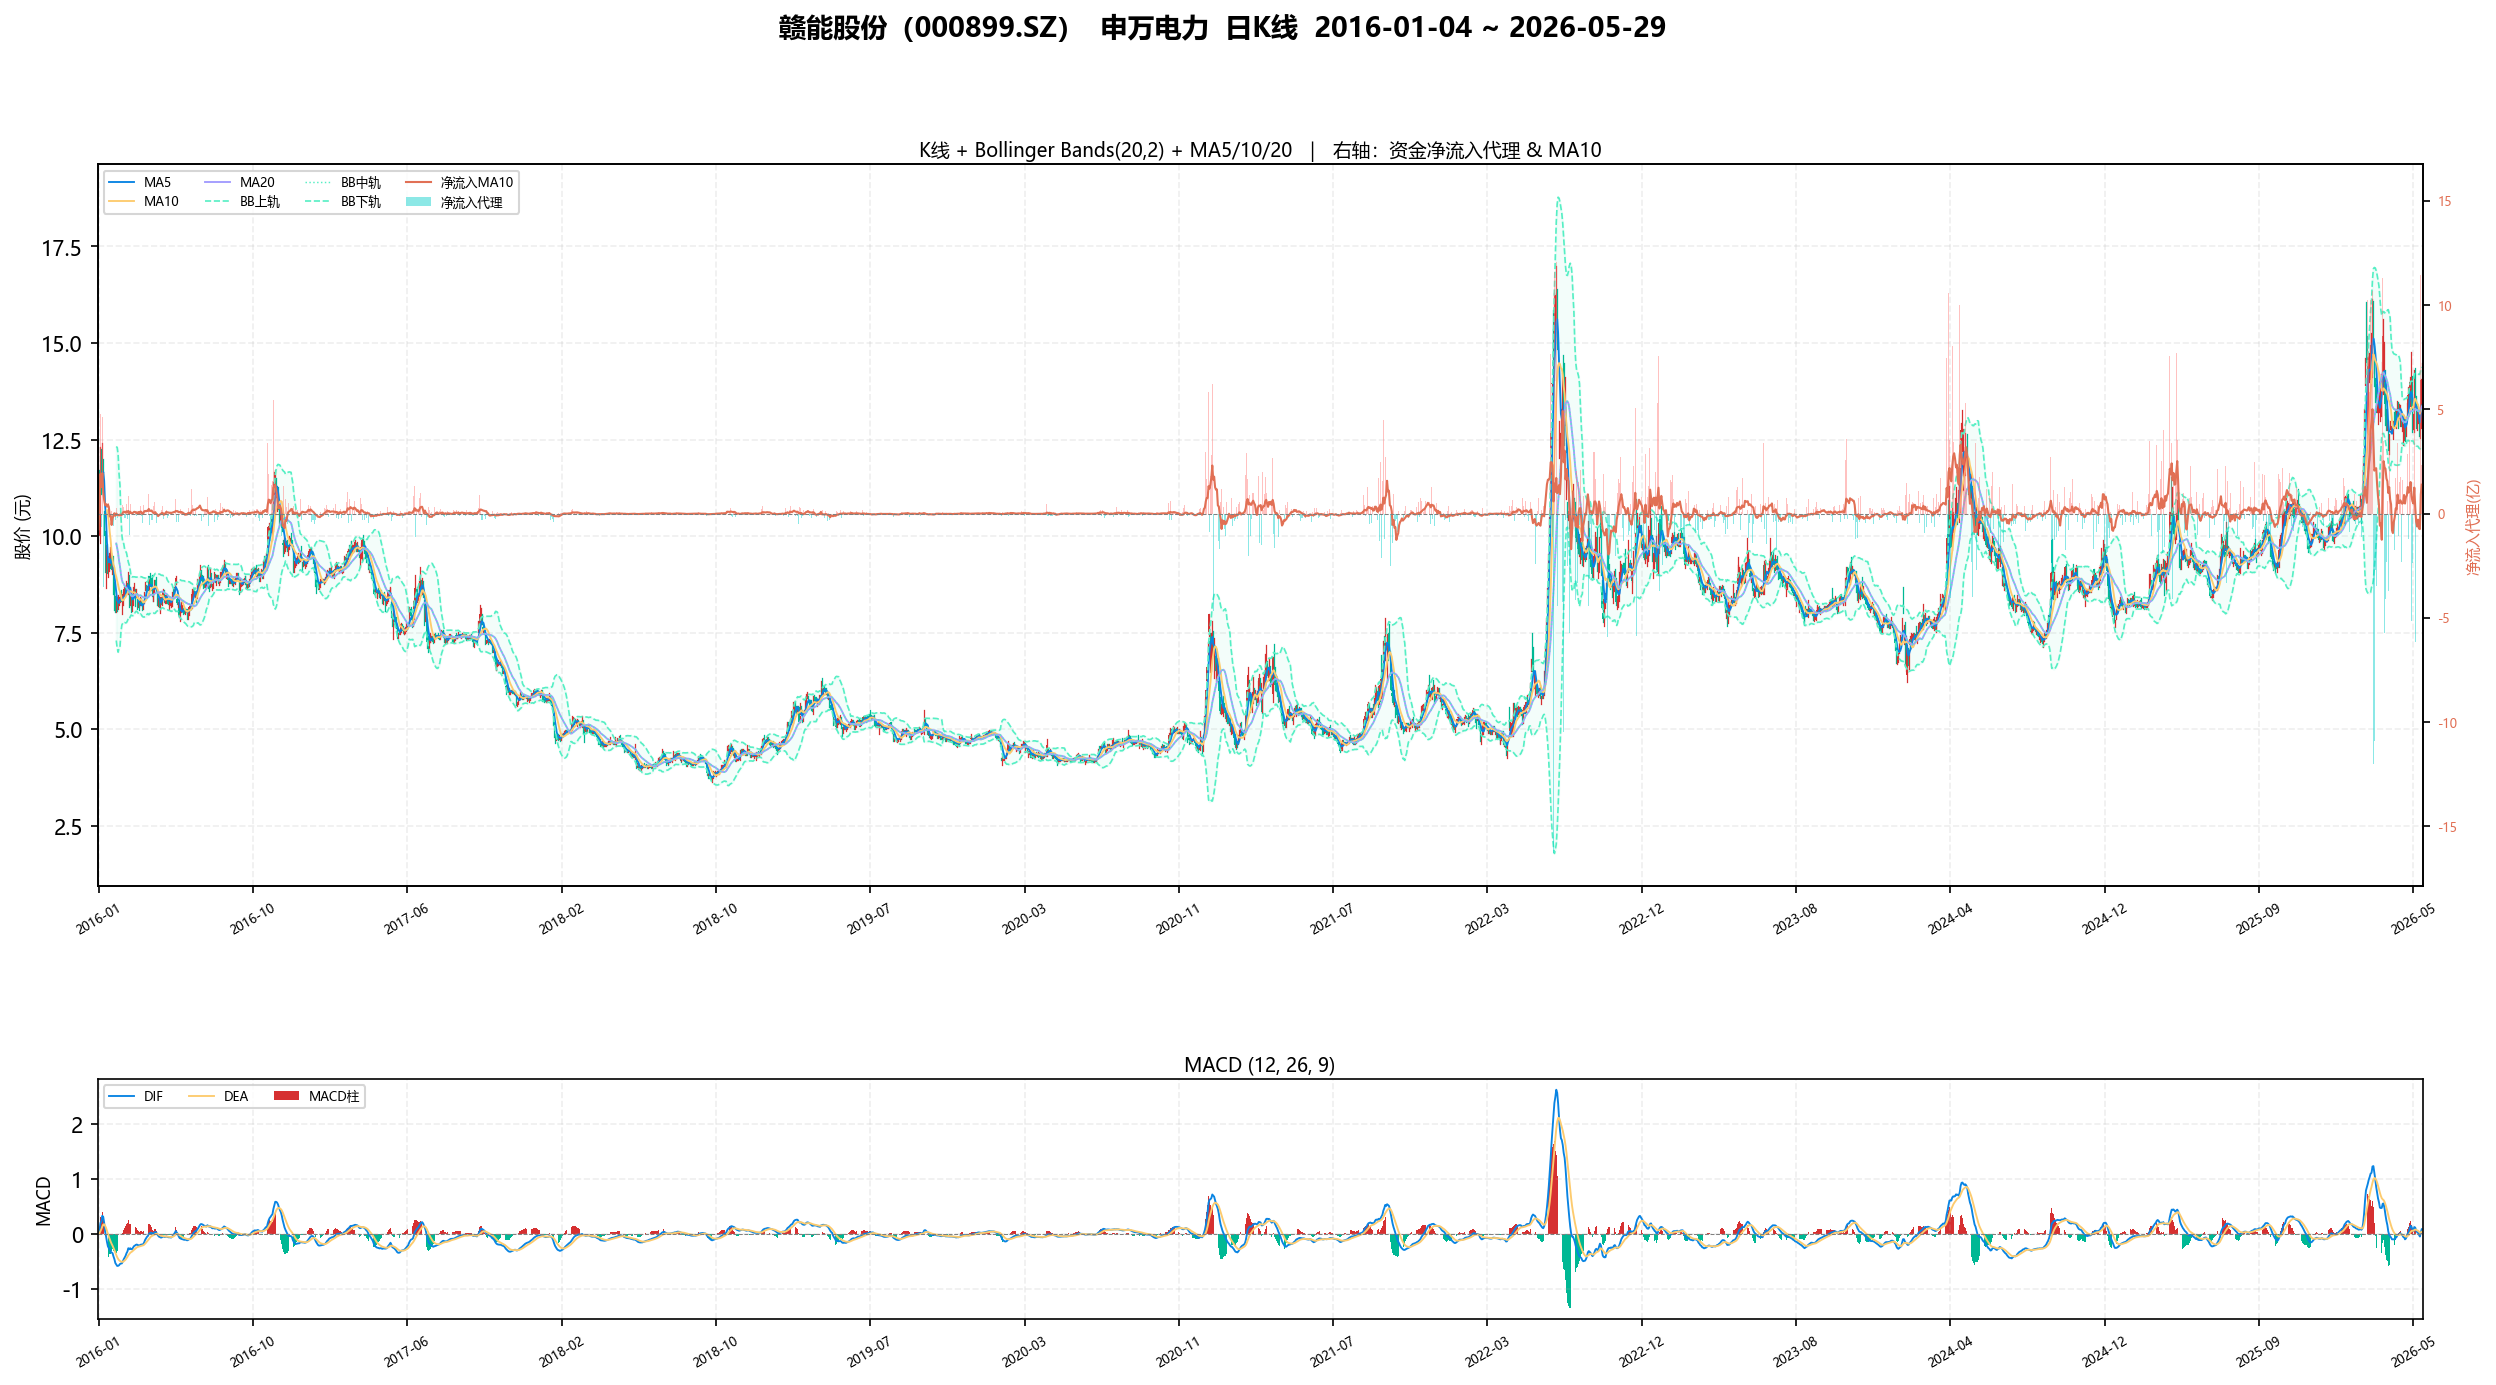 赣能股份（000899.SZ） 申万电力 日K线 2016-01-04 ~ 2026-05-29
K线 + Bollinger Bands(20,2) + MA5/10/20 | 右轴：资金净流入代理 & MA10
MA5 MA20 BB中轨 净流入MA10
MA10 BB上轨 BB下轨 净流入代理
股价 (元)
17.5
15.0
12.5
10.0
7.5
5.0
2.5
15
10
5
0
-5
-10
-15
净流入代理(亿)
2016-01 2016-10 2017-06 2018-02 2018-10 2019-07 2020-03 2020-11 2021-07 2022-03 2022-12 2023-08 2024-04 2024-12 2025-09 2026-05
MACD (12, 26, 9)
DIF DEA MACD柱
MACD
2
1
0
-1
2016-01 2016-10 2017-06 2018-02 2018-10 2019-07 2020-03 2020-11 2021-07 2022-03 2022-12 2023-08 2024-04 2024-12 2025-09 2026-05